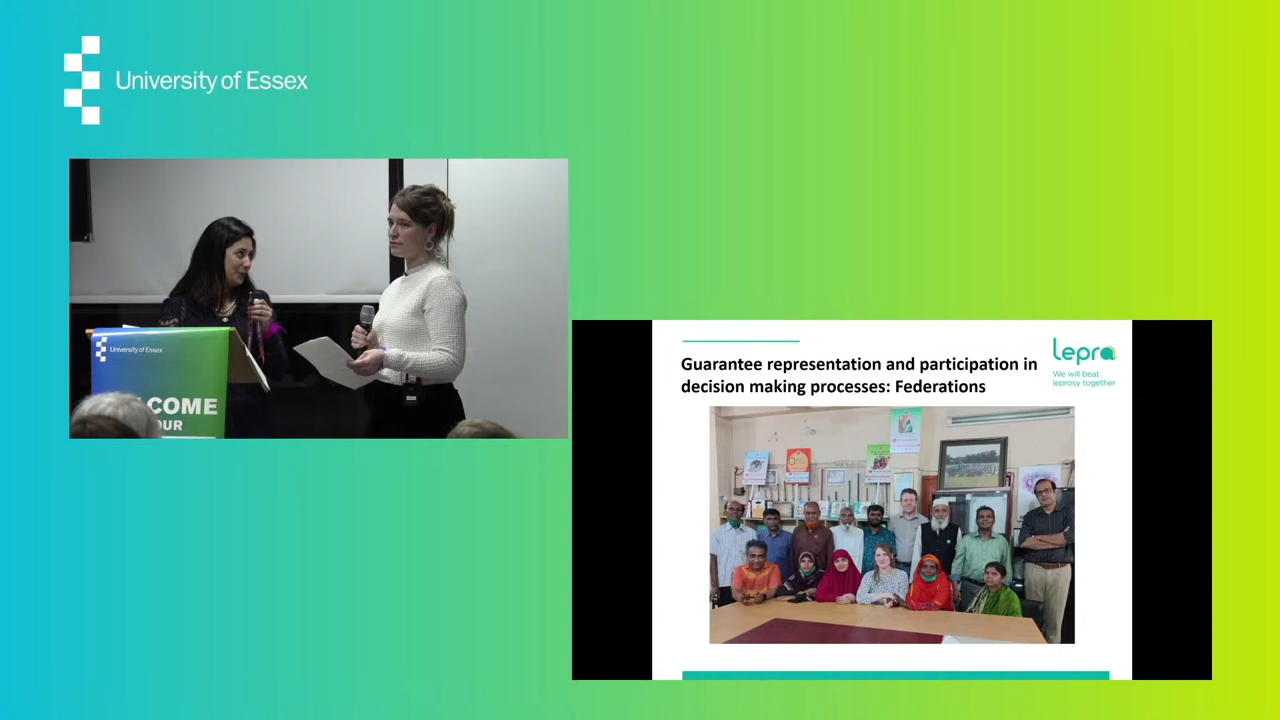 University of Essex
University of Essex
COME
OUR
Guarantee representation and participation in
decision making processes: Federations
Lepra
We will beat
leprosy together